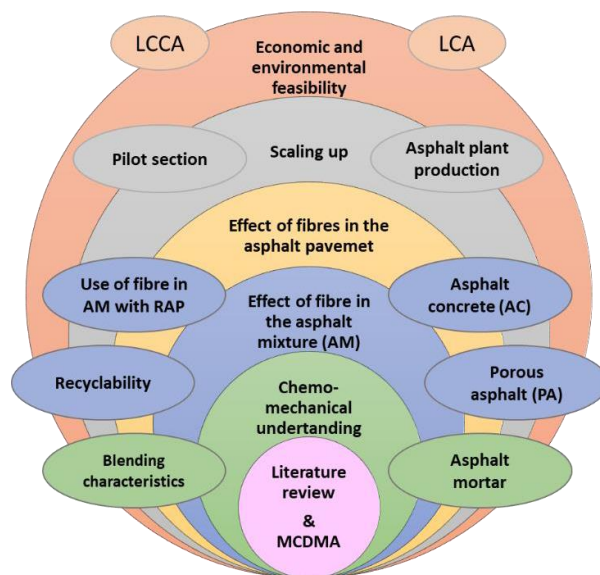 LCCA
LCA
Economic and
environmental
feasibility
Pilot section
Scaling up
Asphalt plant
production
Effect of fibres in the
asphalt pavemet
Use of fibre in
AM with RAP
Effect of fibre in
the asphalt
mixture (AM)
Asphalt
concrete (AC)
Recyclability
Chemo-
mechanical
undertanding
Porous
asphalt (PA)
Blending
characteristics
Literature
review
&
MCDMA
Asphalt
mortar